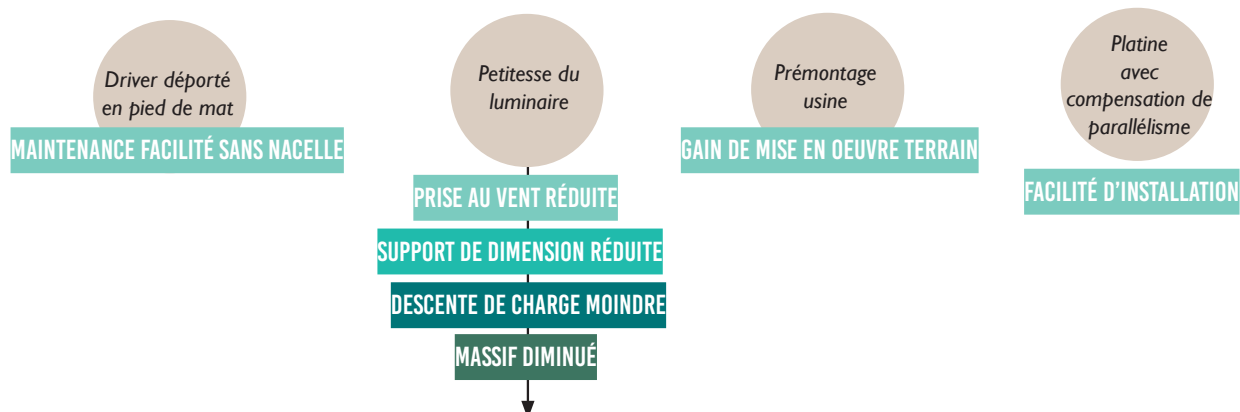 Driver déporté
en pied de mat
MAINTENANCE FACILITÉ SANS NACELLE
Petitesse du
luminaire
PRISE AU VENT RÉDUITE
SUPPORT DE DIMENSION RÉDUITE
DESCENTE DE CHARGE MOINDRE
MASSIF DIMINUÉ
Prémontage
usine
GAIN DE MISE EN OEUVRE TERRAIN
Platine
avec
compensation de
parallélisme
FACILITÉ D'INSTALLATION